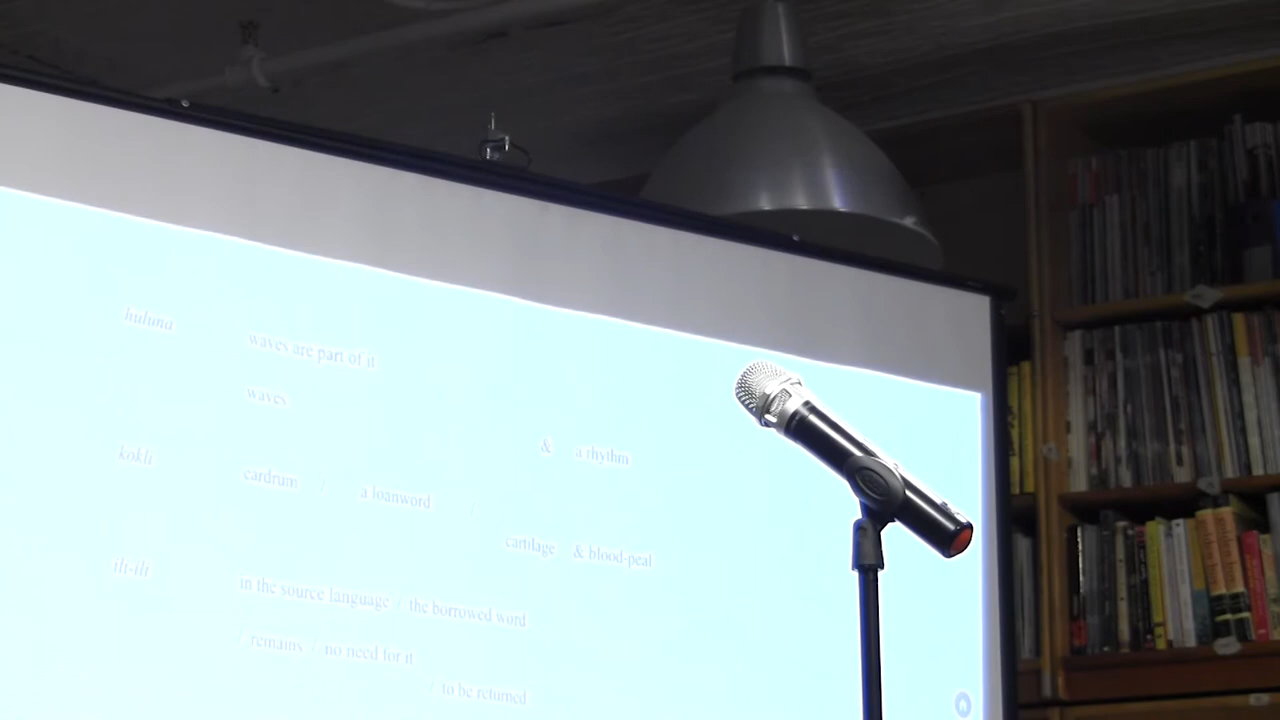 huluna
waves are part of it
waves
& a rhythm
kokli
eardrum / a loanword
cartilage & blood-peal
ili-ili
in the source language / the borrowed word
/ remains / no need for it
/ to be returned